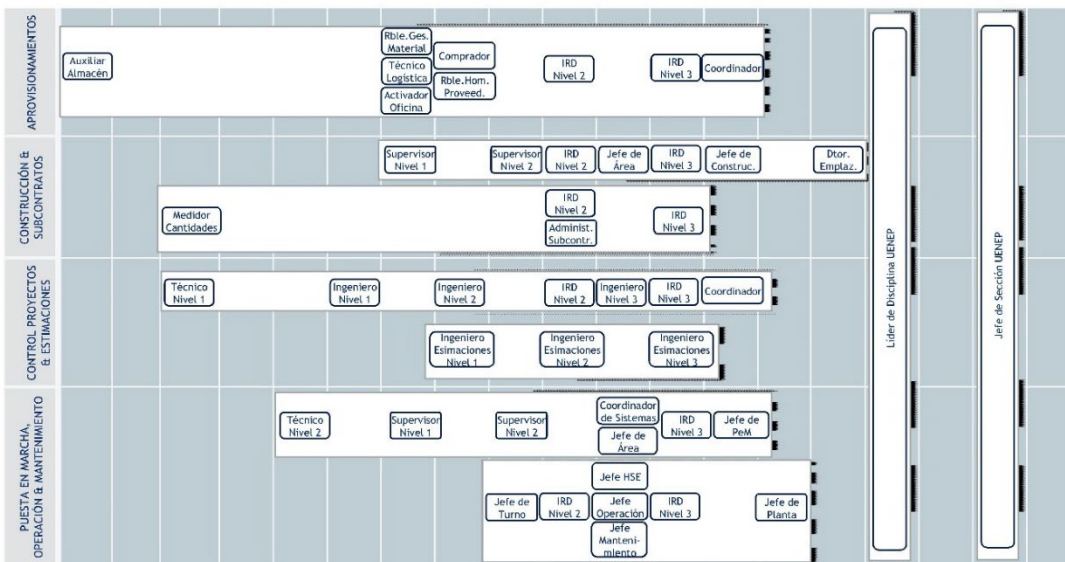 APROVISIONAMIENTOS
Auxiliar
Almacén
Rble.Ges.
Material
Técnico
Logística
Activador
Oficina
Comprador
Rble.Hom.
Proveed.
IRD
Nivel 2
IRD
Nivel 3
Coordinador
CONSTRUCCIÓN &
SUBCONTRATOS
Supervisor
Nivel 1
Supervisor
Nivel 2
IRD
Nivel 2
Jefe de
Área
IRD
Nivel 3
Jefe de
Construc.
Dtor.
Emplaz.
Medidor
Cantidades
IRD
Nivel 2
Administ.
Subcontr.
IRD
Nivel 3
CONTROL PROYECTOS
& ESTIMACIONES
Técnico
Nivel 1
Ingeniero
Nivel 1
Ingeniero
Nivel 2
IRD
Nivel 2
Ingeniero
Nivel 3
IRD
Nivel 3
Coordinador
Ingeniero
Esimaciones
Nivel 1
Ingeniero
Esimaciones
Nivel 2
Ingeniero
Esimaciones
Nivel 3
PUESTA EN MARCHA,
OPERACIÓN & MANTENIMIENTO
Técnico
Nivel 2
Supervisor
Nivel 1
Supervisor
Nivel 2
Coordinador
de Sistemas
Jefe de
Área
IRD
Nivel 3
Jefe de
PeM
Jefe de
Turno
IRD
Nivel 2
Jefe HSE
Jefe
Operación
Jefe
Manteni-
miento
IRD
Nivel 3
Jefe de
Planta
Líder de Disciplina UENEP
Jefe de Sección UENEP